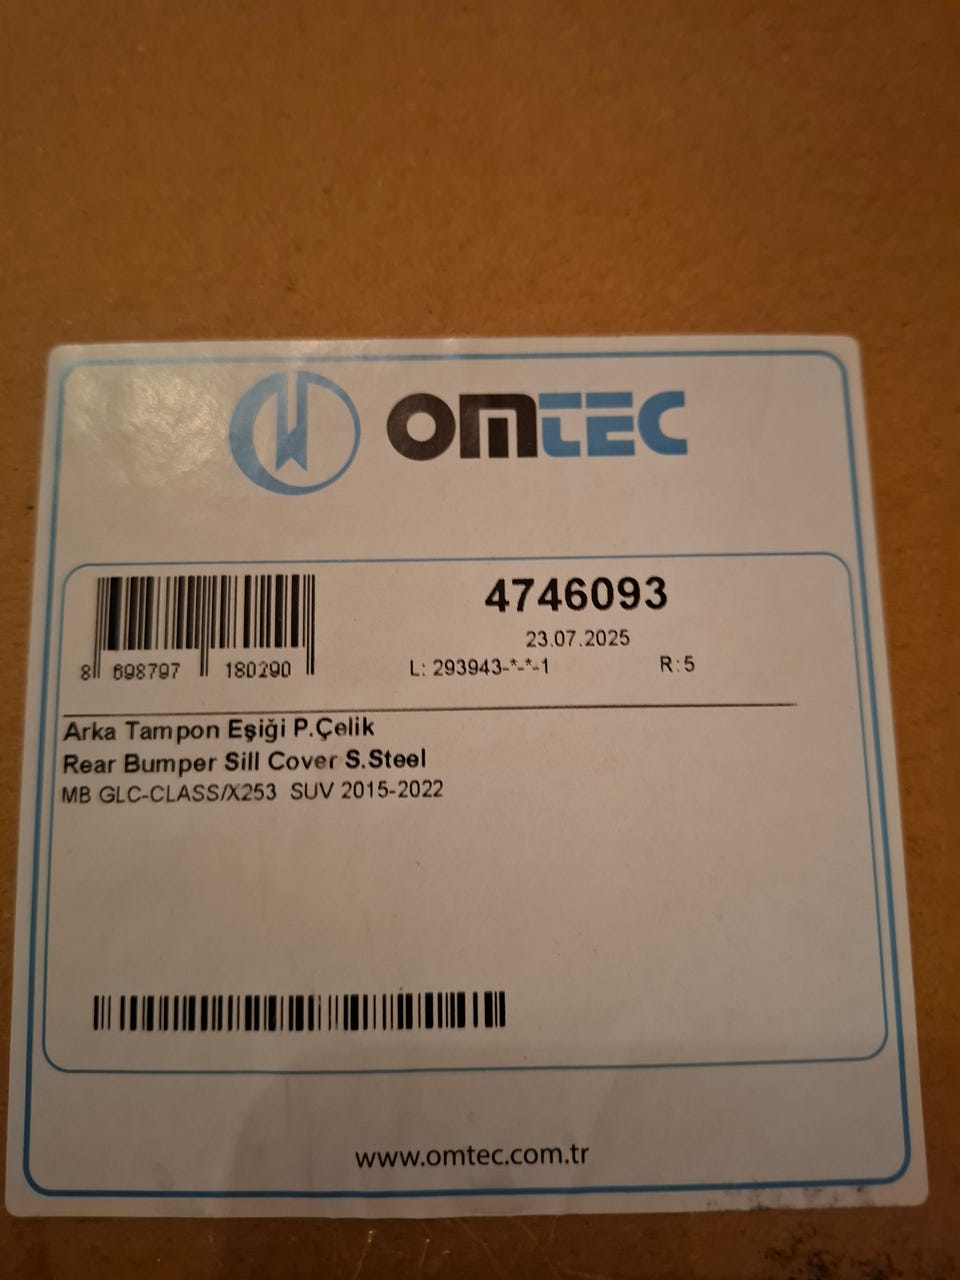 OMTEC
4746093
23.07.2025
L: 293943-*-*-1 R:5
8 698797 180290
Arka Tampon Eşiği P.Çelik
Rear Bumper Sill Cover S.Steel
MB GLC-CLASS/X253 SUV 2015-2022
www.omtec.com.tr